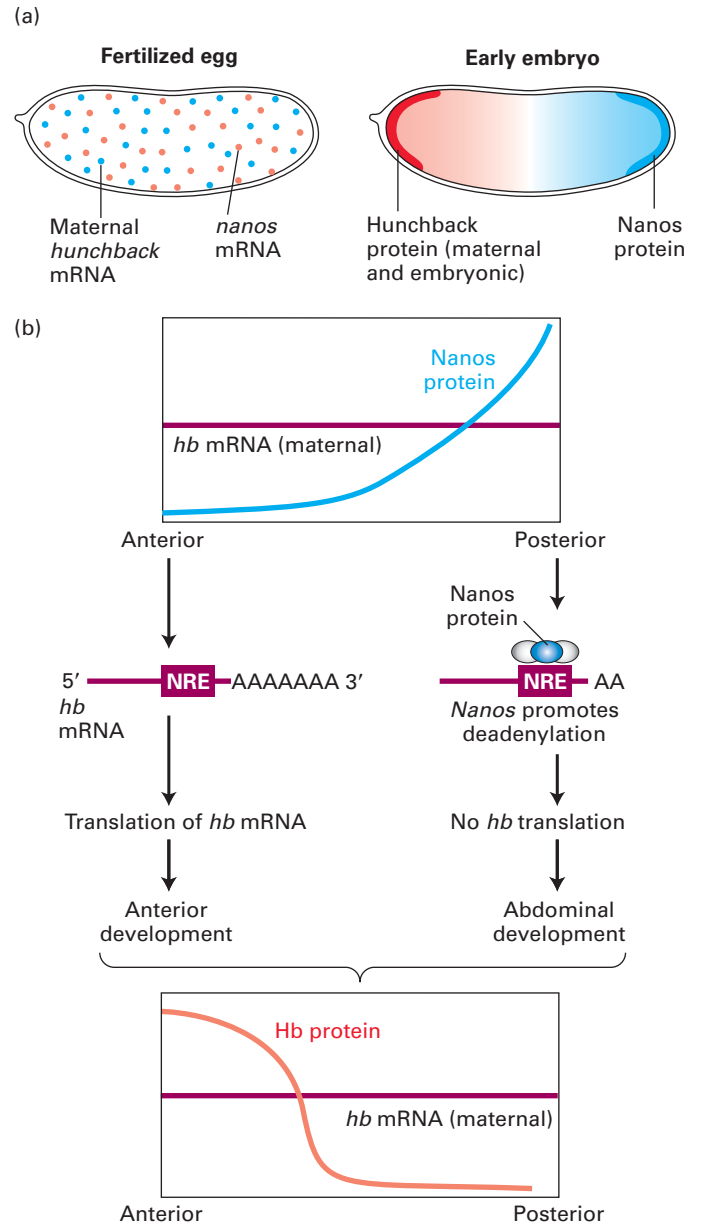 (a)
Fertilized egg
Early embryo
Maternal
hunchback
mRNA
nanos
mRNA
Hunchback
protein (maternal
and embryonic)
Nanos
protein
(b)
Nanos
protein
hb mRNA (maternal)
Anterior
Posterior
Nanos
protein
5′
NRE
AAAAAAA 3′
hb
mRNA
NRE
AA
Nanos promotes
deadenylation
Translation of hb mRNA
No hb translation
Anterior
development
Abdominal
development
Hb protein
hb mRNA (maternal)
Anterior
Posterior